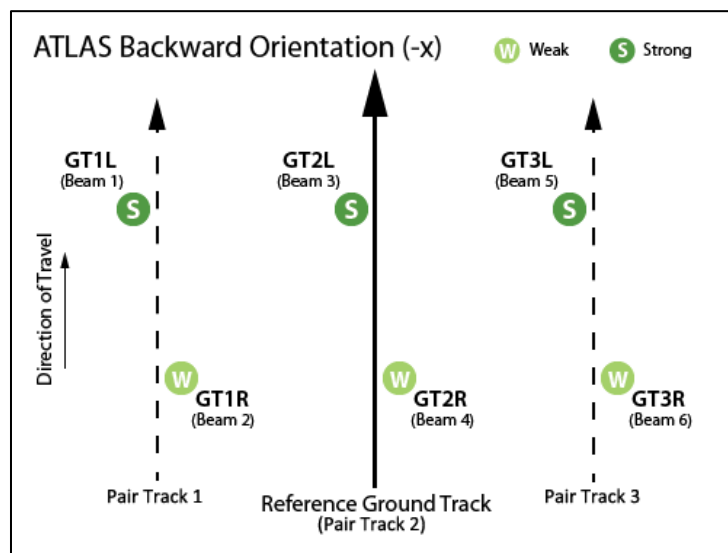 ATLAS Backward Orientation (-x)
W Weak
S Strong
GT1L
(Beam 1)
S
GT2L
(Beam 3)
S
GT3L
(Beam 5)
S
Direction of Travel
W
GT1R
(Beam 2)
W
GT2R
(Beam 4)
W
GT3R
(Beam 6)
Pair Track 1
Reference Ground Track
(Pair Track 2)
Pair Track 3